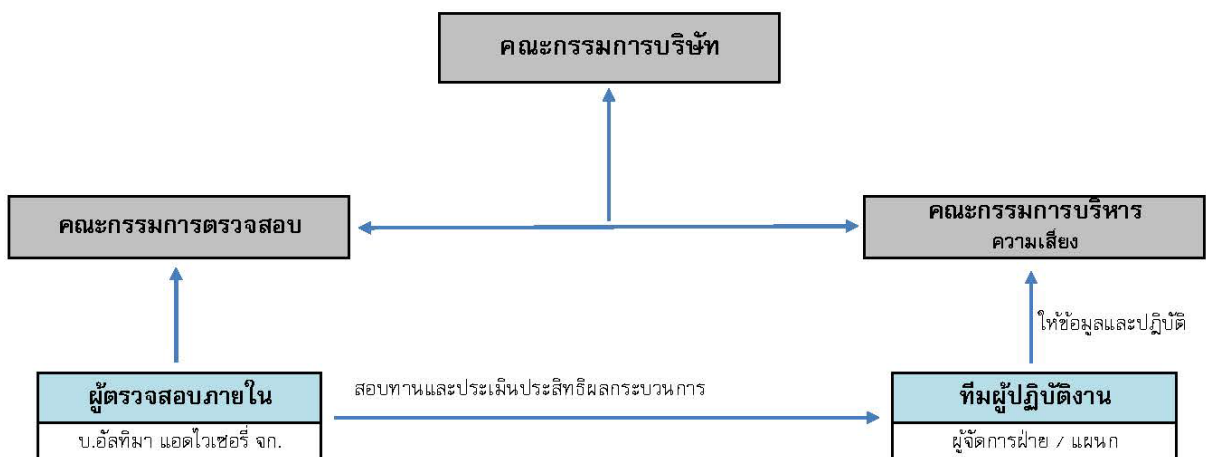 คณะกรรมการบริษัท
คณะกรรมการตรวจสอบ
คณะกรรมการบริหาร
ความเสี่ยง
ให้ข้อมูลและปฎิบัติ
ผู้ตรวจสอบภายใน
บ.อัลทิมา แอดไวเซอรี่ จก.
สอบทานและประเมินประสิทธิผลกระบวนการ
ทีมผู้ปฏิบัติงาน
ผู้จัดการฝ่าย / แผนก